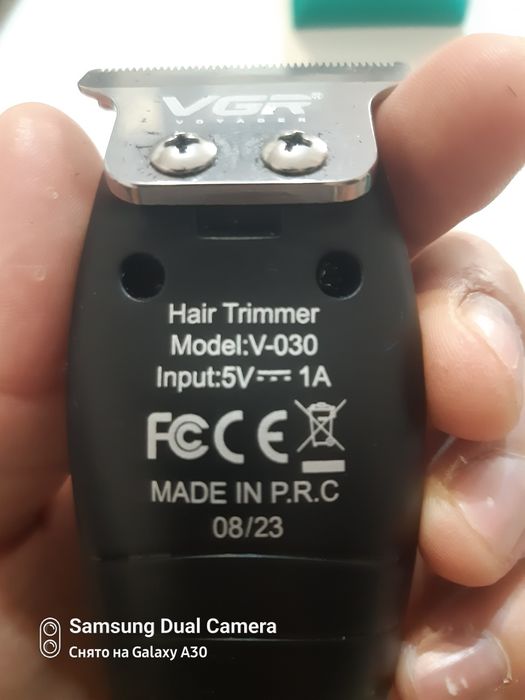 VGR®
VOYAGER
Hair Trimmer
Model:V-030
Input:5V⎓ 1A
FC CE
MADE IN P.R.C
08/23
Samsung Dual Camera
Снято на Galaxy A30